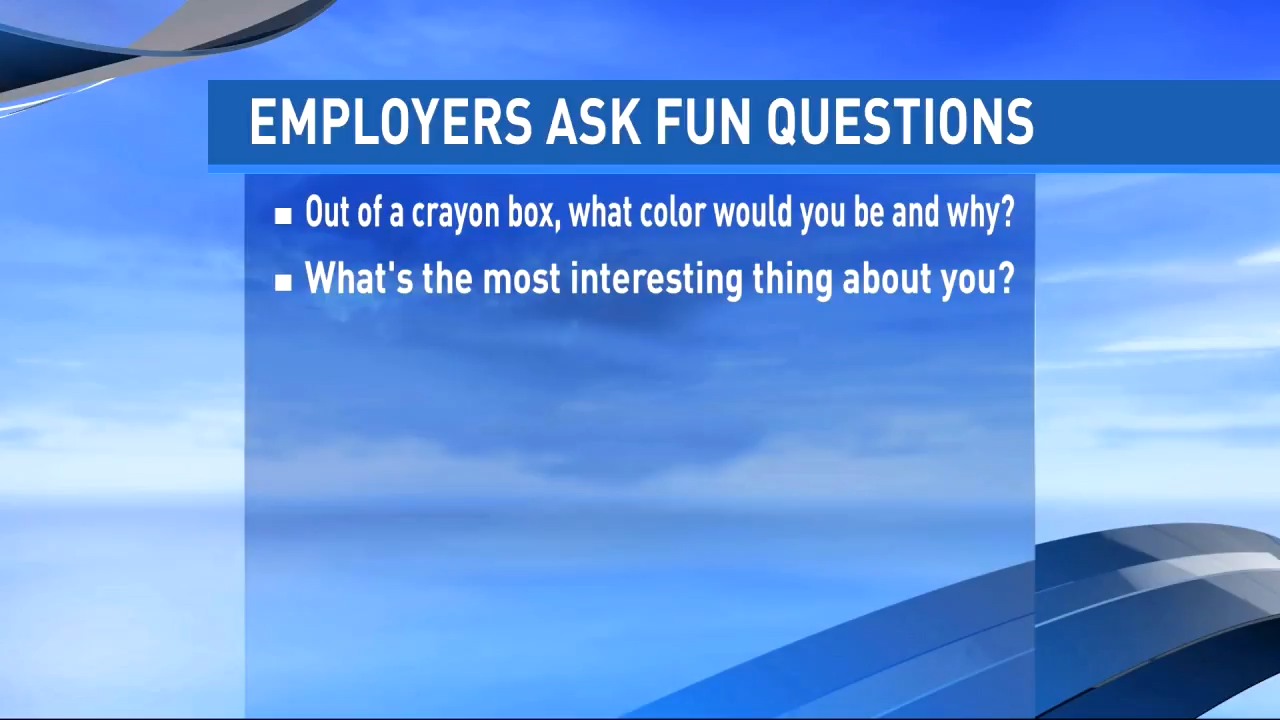 EMPLOYERS ASK FUN QUESTIONS
▪ Out of a crayon box, what color would you be and why?
▪ What's the most interesting thing about you?